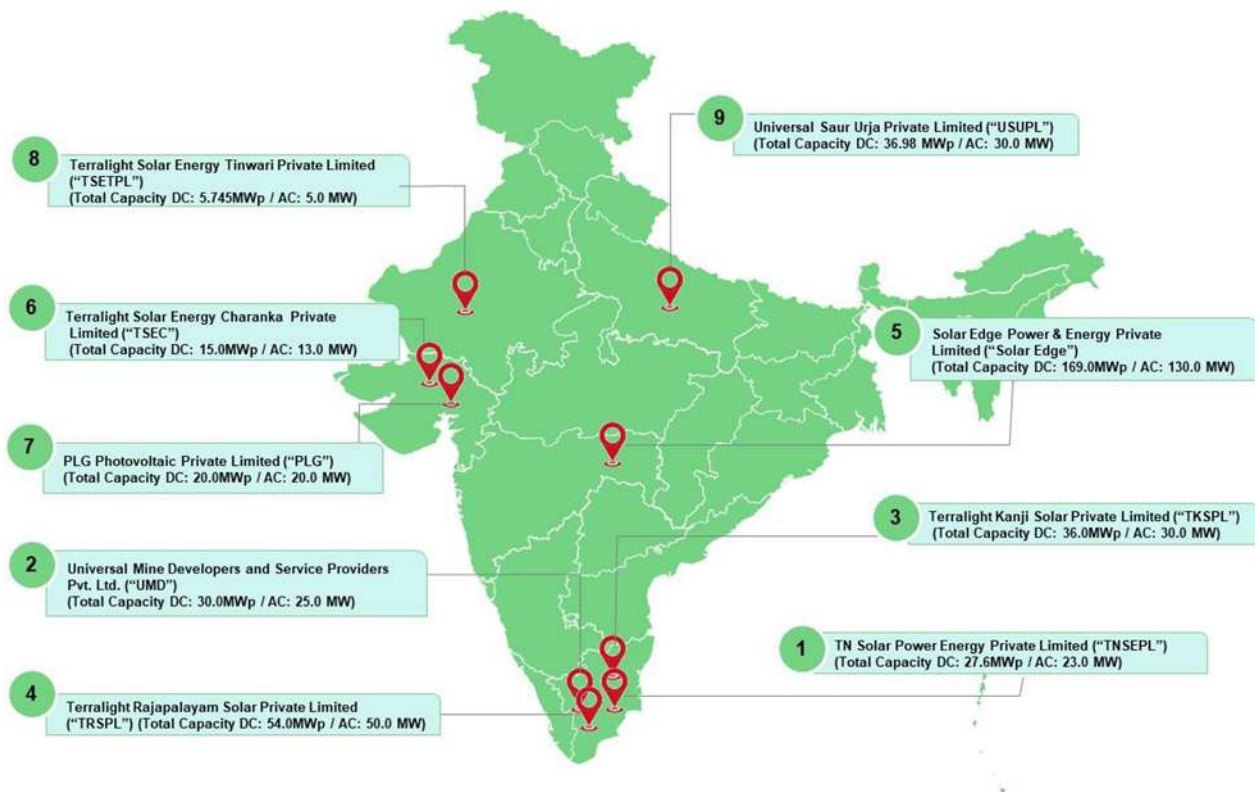 9
Universal Saur Urja Private Limited (“USUPL”)
(Total Capacity DC: 36.98 MWp / AC: 30.0 MW)
8
Terralight Solar Energy Tinwari Private Limited
(“TSETPL”)
(Total Capacity DC: 5.745MWp / AC: 5.0 MW)
6
Terralight Solar Energy Charanka Private
Limited (“TSEC”)
(Total Capacity DC: 15.0MWp / AC: 13.0 MW)
5
Solar Edge Power & Energy Private
Limited (“Solar Edge”)
(Total Capacity DC: 169.0MWp / AC: 130.0 MW)
7
PLG Photovoltaic Private Limited (“PLG”)
(Total Capacity DC: 20.0MWp / AC: 20.0 MW)
3
Terralight Kanji Solar Private Limited (“TKSPL”)
(Total Capacity DC: 36.0MWp / AC: 30.0 MW)
2
Universal Mine Developers and Service Providers
Pvt. Ltd. (“UMD”)
(Total Capacity DC: 30.0MWp / AC: 25.0 MW)
1
TN Solar Power Energy Private Limited (“TNSEPL”)
(Total Capacity DC: 27.6MWp / AC: 23.0 MW)
4
Terralight Rajapalayam Solar Private Limited
(“TRSPL”) (Total Capacity DC: 54.0MWp / AC: 50.0 MW)